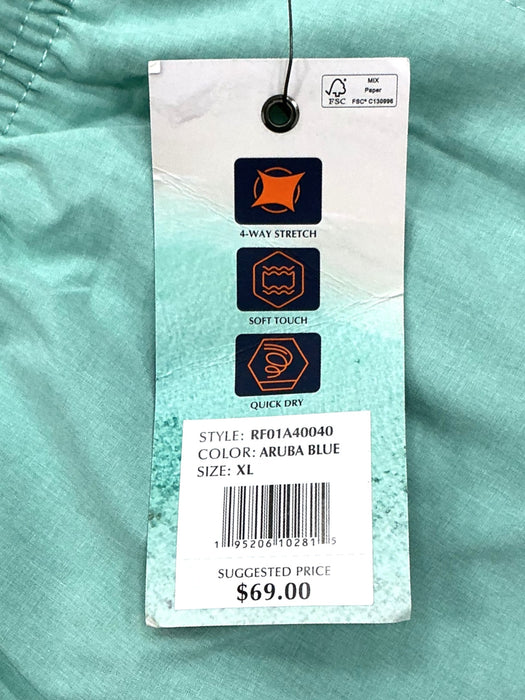 MIX
Paper
FSC
FSC® C130996
4-WAY STRETCH
SOFT TOUCH
QUICK DRY
STYLE: RF01A40040
COLOR: ARUBA BLUE
SIZE: XL
1 95206 10281 5
SUGGESTED PRICE
$69.00